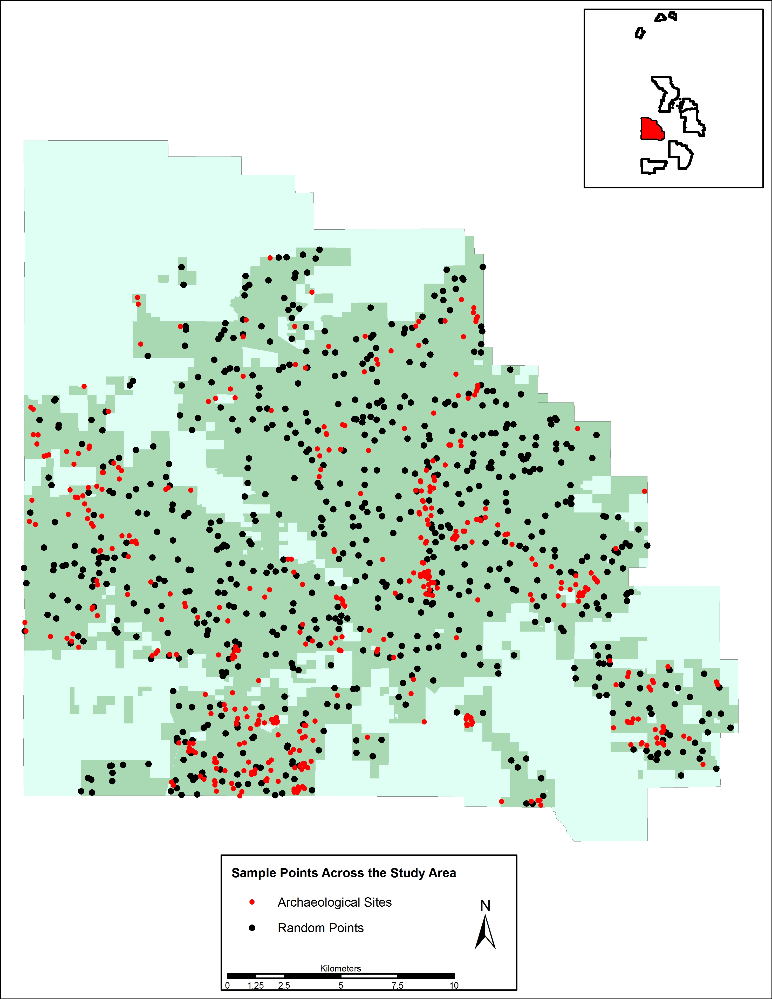 Sample Points Across the Study Area
Archaeological Sites
N
Random Points
Kilometers
0 1.25 2.5 5 7.5 10